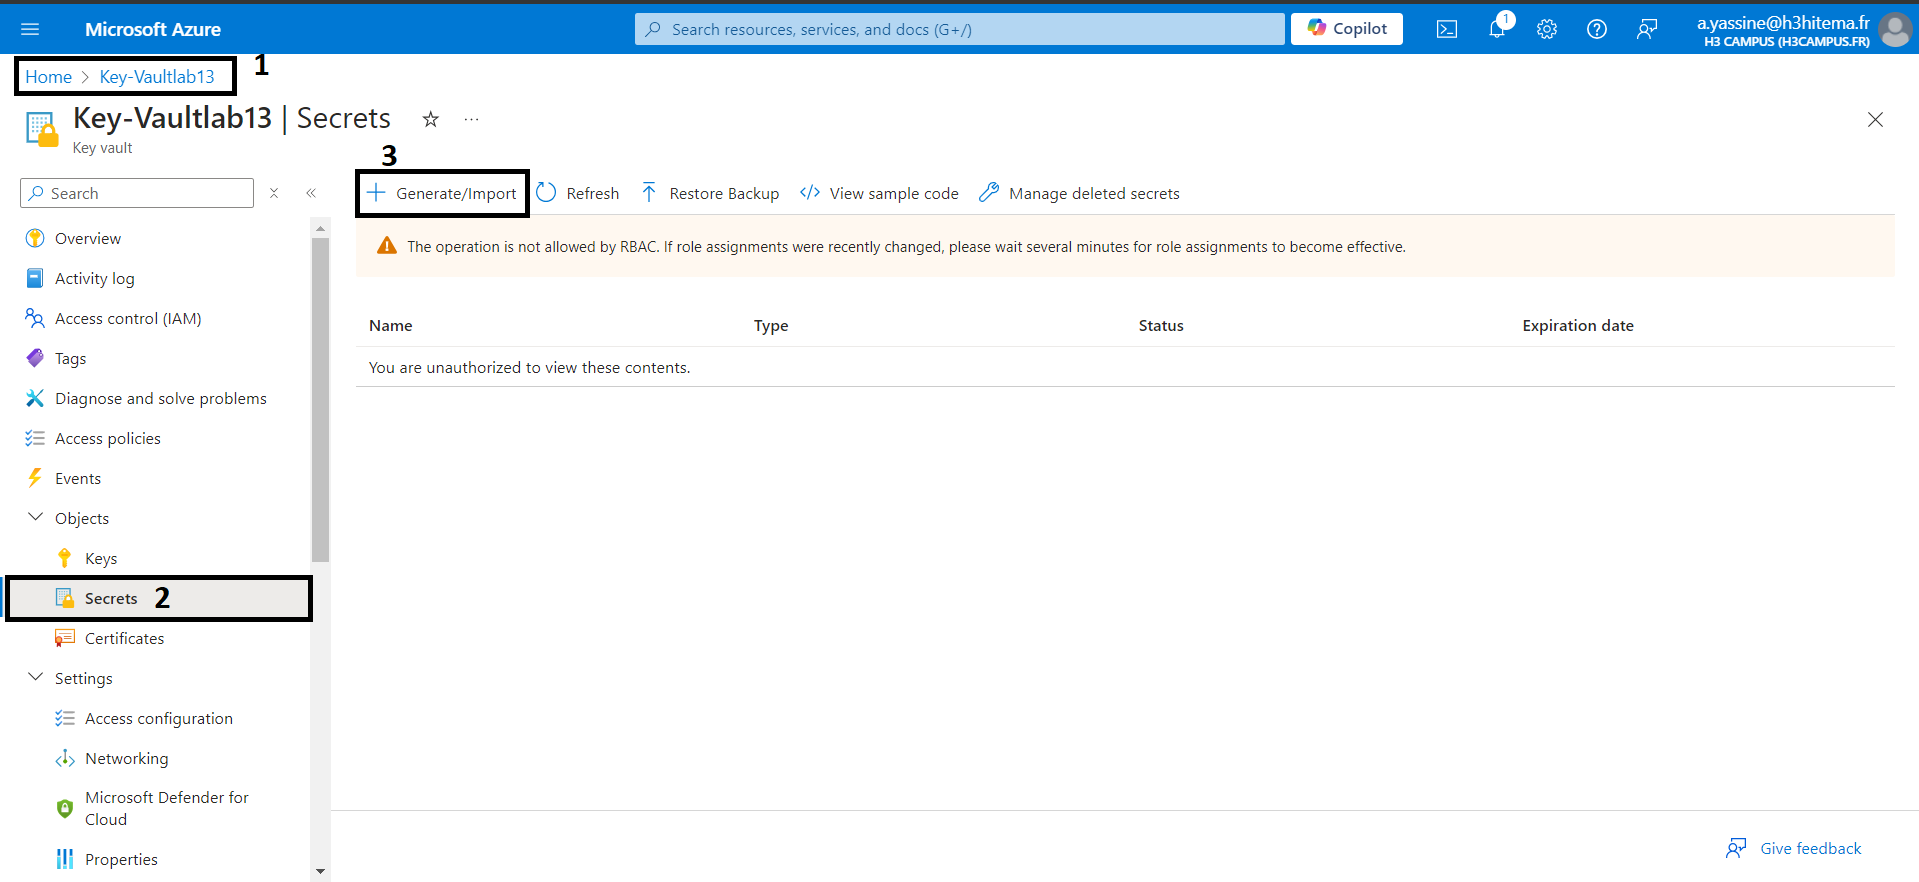 Microsoft Azure
Search resources, services, and docs (G+/)
Copilot
1
a.yassine@h3hitema.fr
H3 CAMPUS (H3CAMPUS.FR)
Home > Key-Vaultlab13
1
Key-Vaultlab13 | Secrets
Key vault
3
Search
Generate/Import
Refresh
Restore Backup
View sample code
Manage deleted secrets
The operation is not allowed by RBAC. If role assignments were recently changed, please wait several minutes for role assignments to become effective.
Name
Type
Status
Expiration date
You are unauthorized to view these contents.
Overview
Activity log
Access control (IAM)
Tags
Diagnose and solve problems
Access policies
Events
Objects
Keys
Secrets 2
Certificates
Settings
Access configuration
Networking
Microsoft Defender for
Cloud
Properties
Give feedback